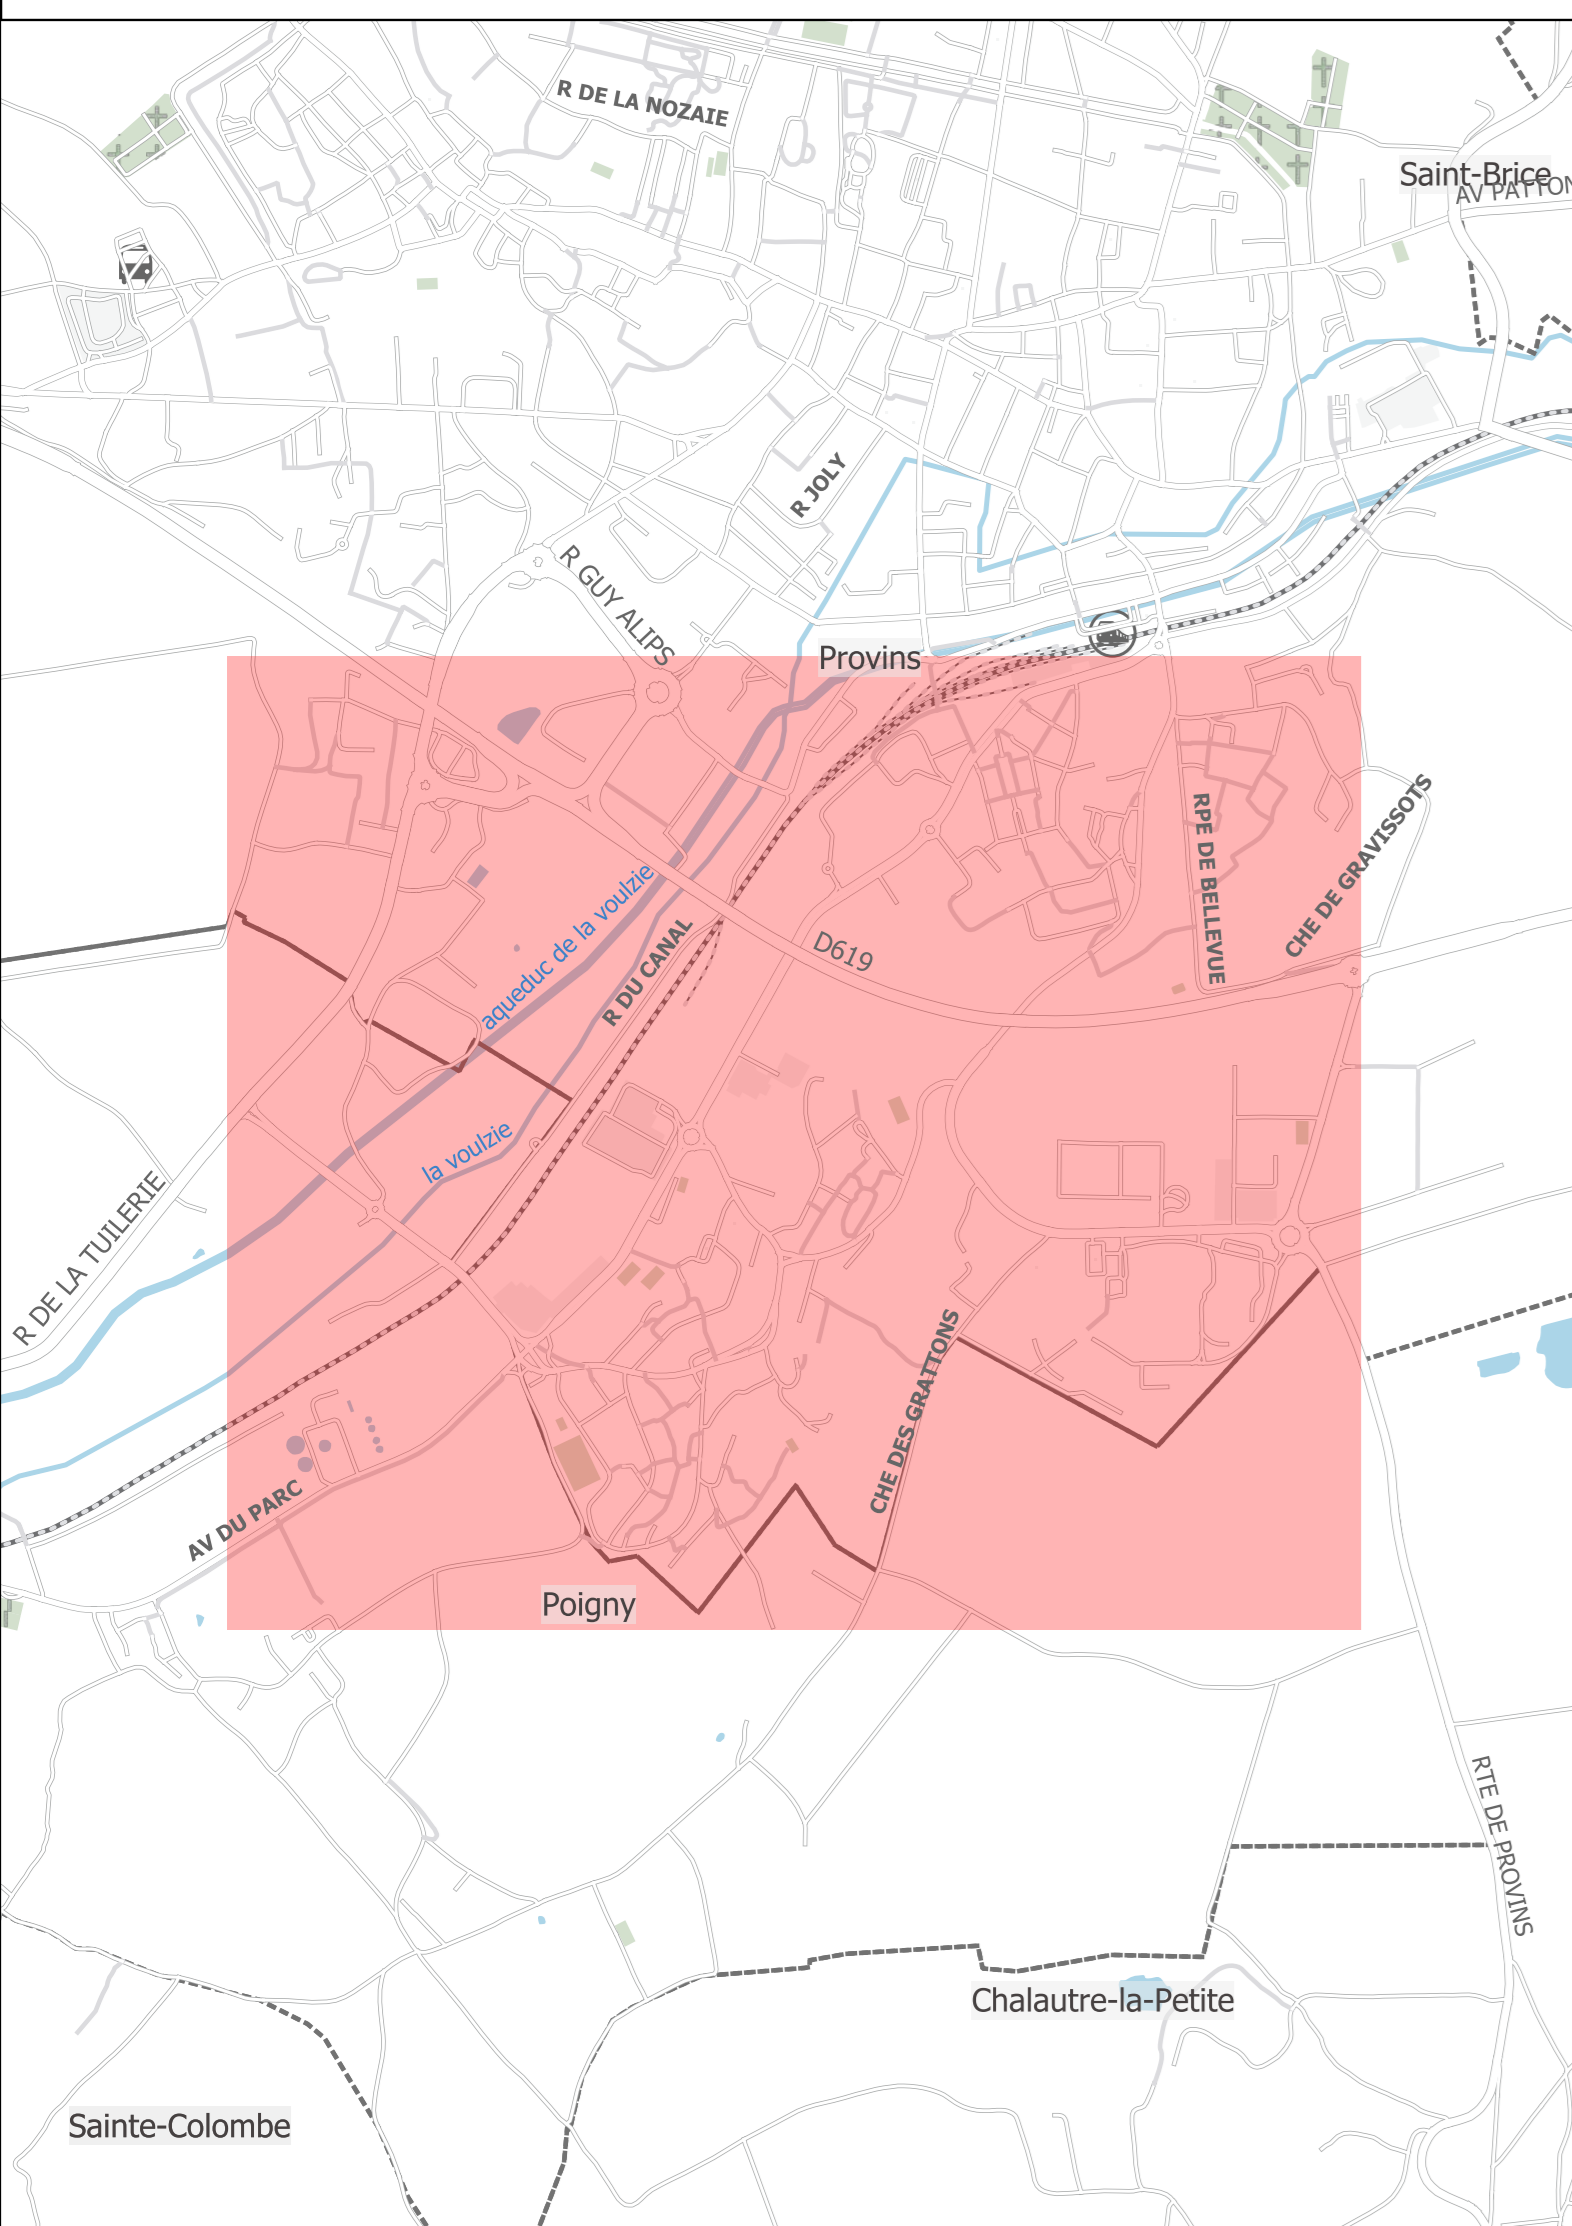 R DE LA NOZAIE
Saint-Brice
AV PATTON
R JOLY
R GUY ALIPS
Provins
RPE DE BELLEVUE
CHE DE GRAVISSOTS
aqueduc de la voulzie
R DU CANAL
D619
la voulzie
R DE LA TUILERIE
CHE DES GRATTONS
AV DU PARC
Poigny
RTE DE PROVINS
Chalautre-la-Petite
Sainte-Colombe